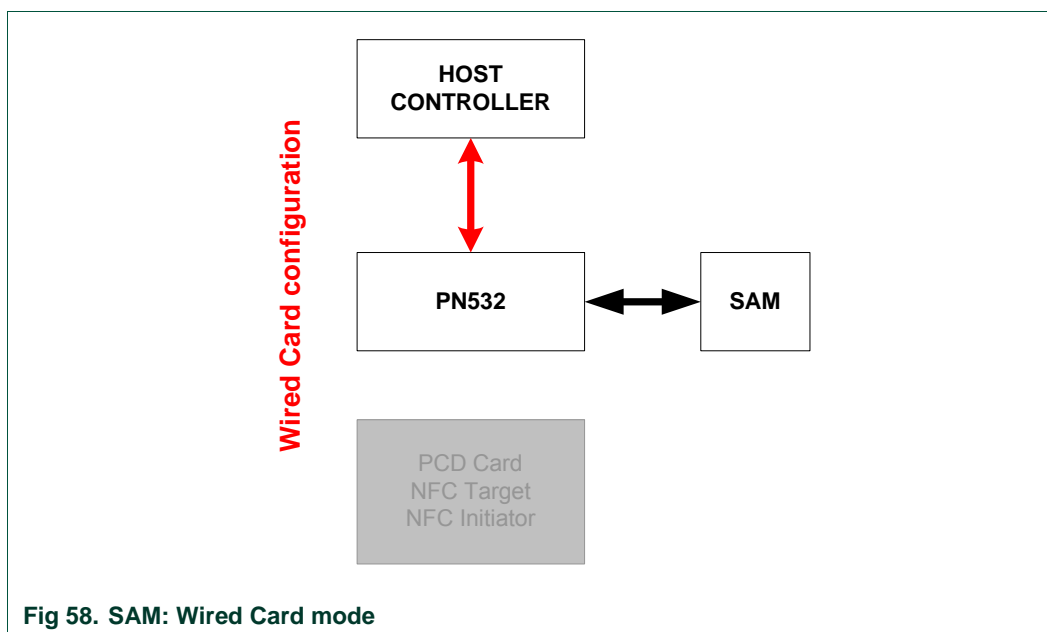 HOST
CONTROLLER
Wired Card configuration
PN532
SAM
PCD Card
NFC Target
NFC Initiator
Fig 58. SAM: Wired Card mode